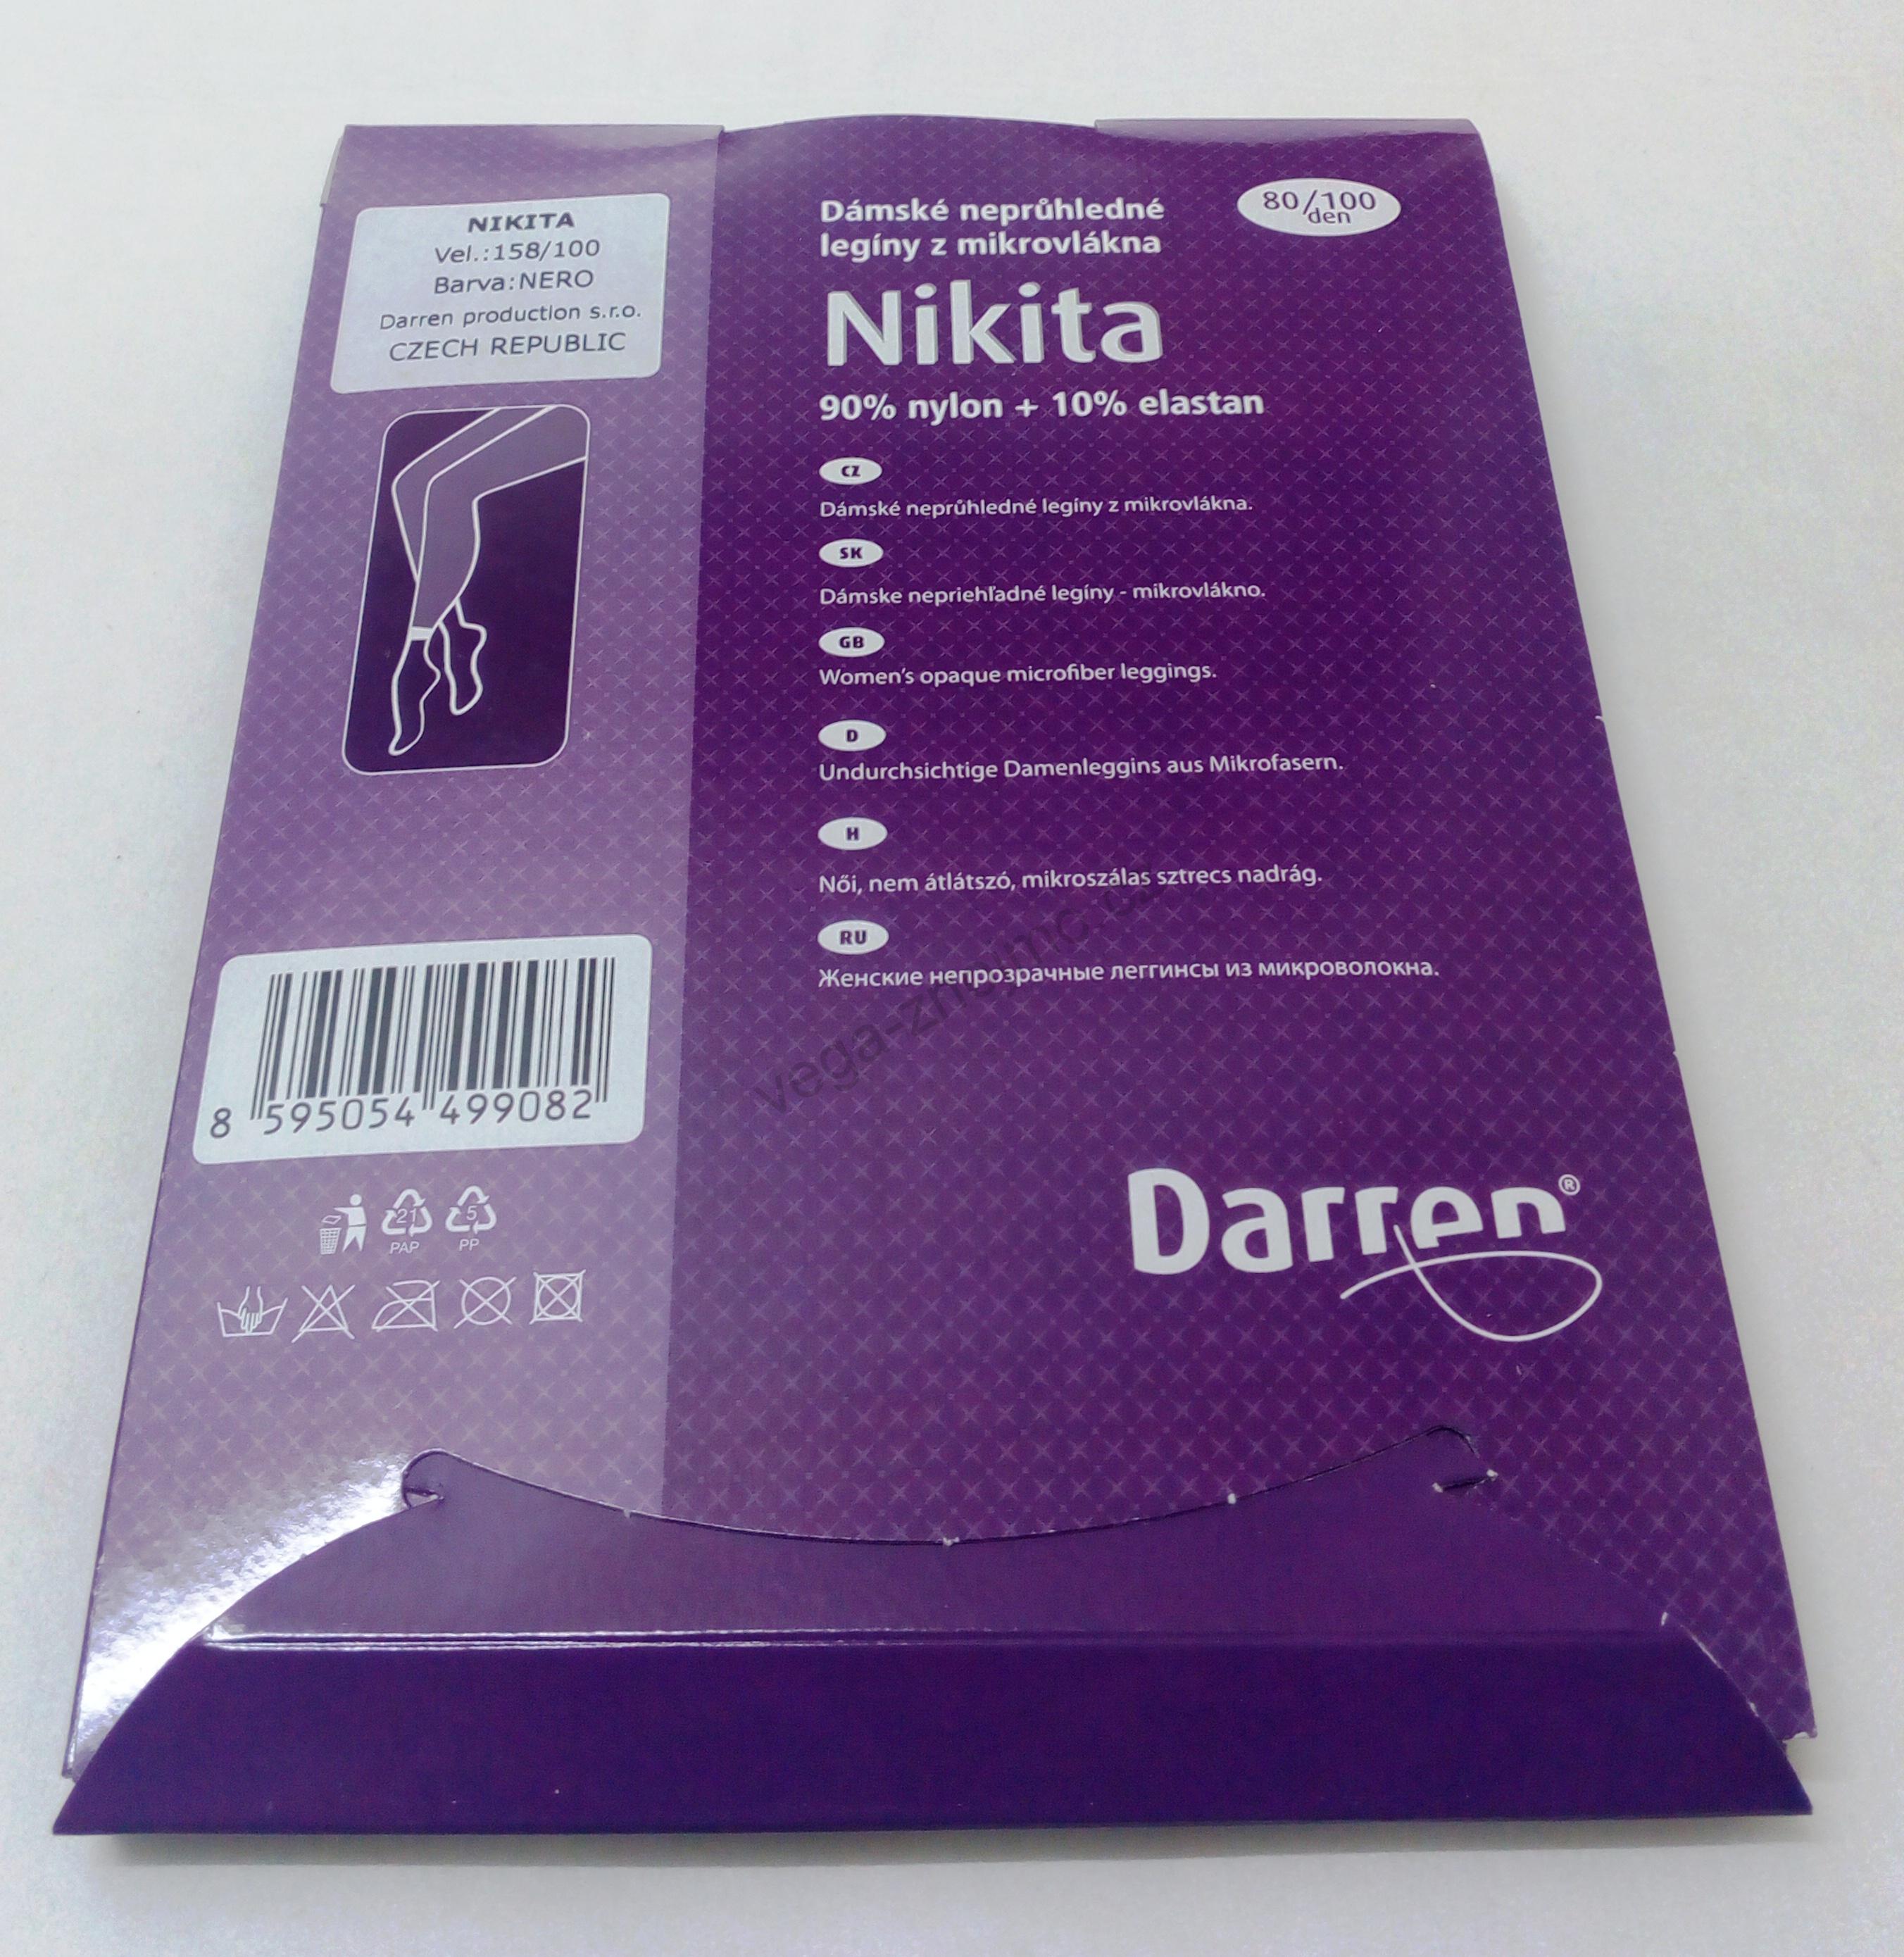 NIKITA
Vel.:158/100
Barva:NERO
Darren production s.r.o.
CZECH REPUBLIC
8 595054 499082
21
PAP
5
PP
Dámské neprůhledné
legíny z mikrovlákna
80/100
den
Nikita
90% nylon + 10% elastan
CZ
Dámské neprůhledné legíny z mikrovlákna.
SK
Dámske nepriehľadné legíny - mikrovlákno.
GB
Women's opaque microfiber leggings.
D
Undurchsichtige Damenleggins aus Mikrofasern.
H
Női, nem átlátszó, mikroszálas sztrecs nadrág.
RU
Женские непрозрачные леггинсы из микроволокна.
Darren®